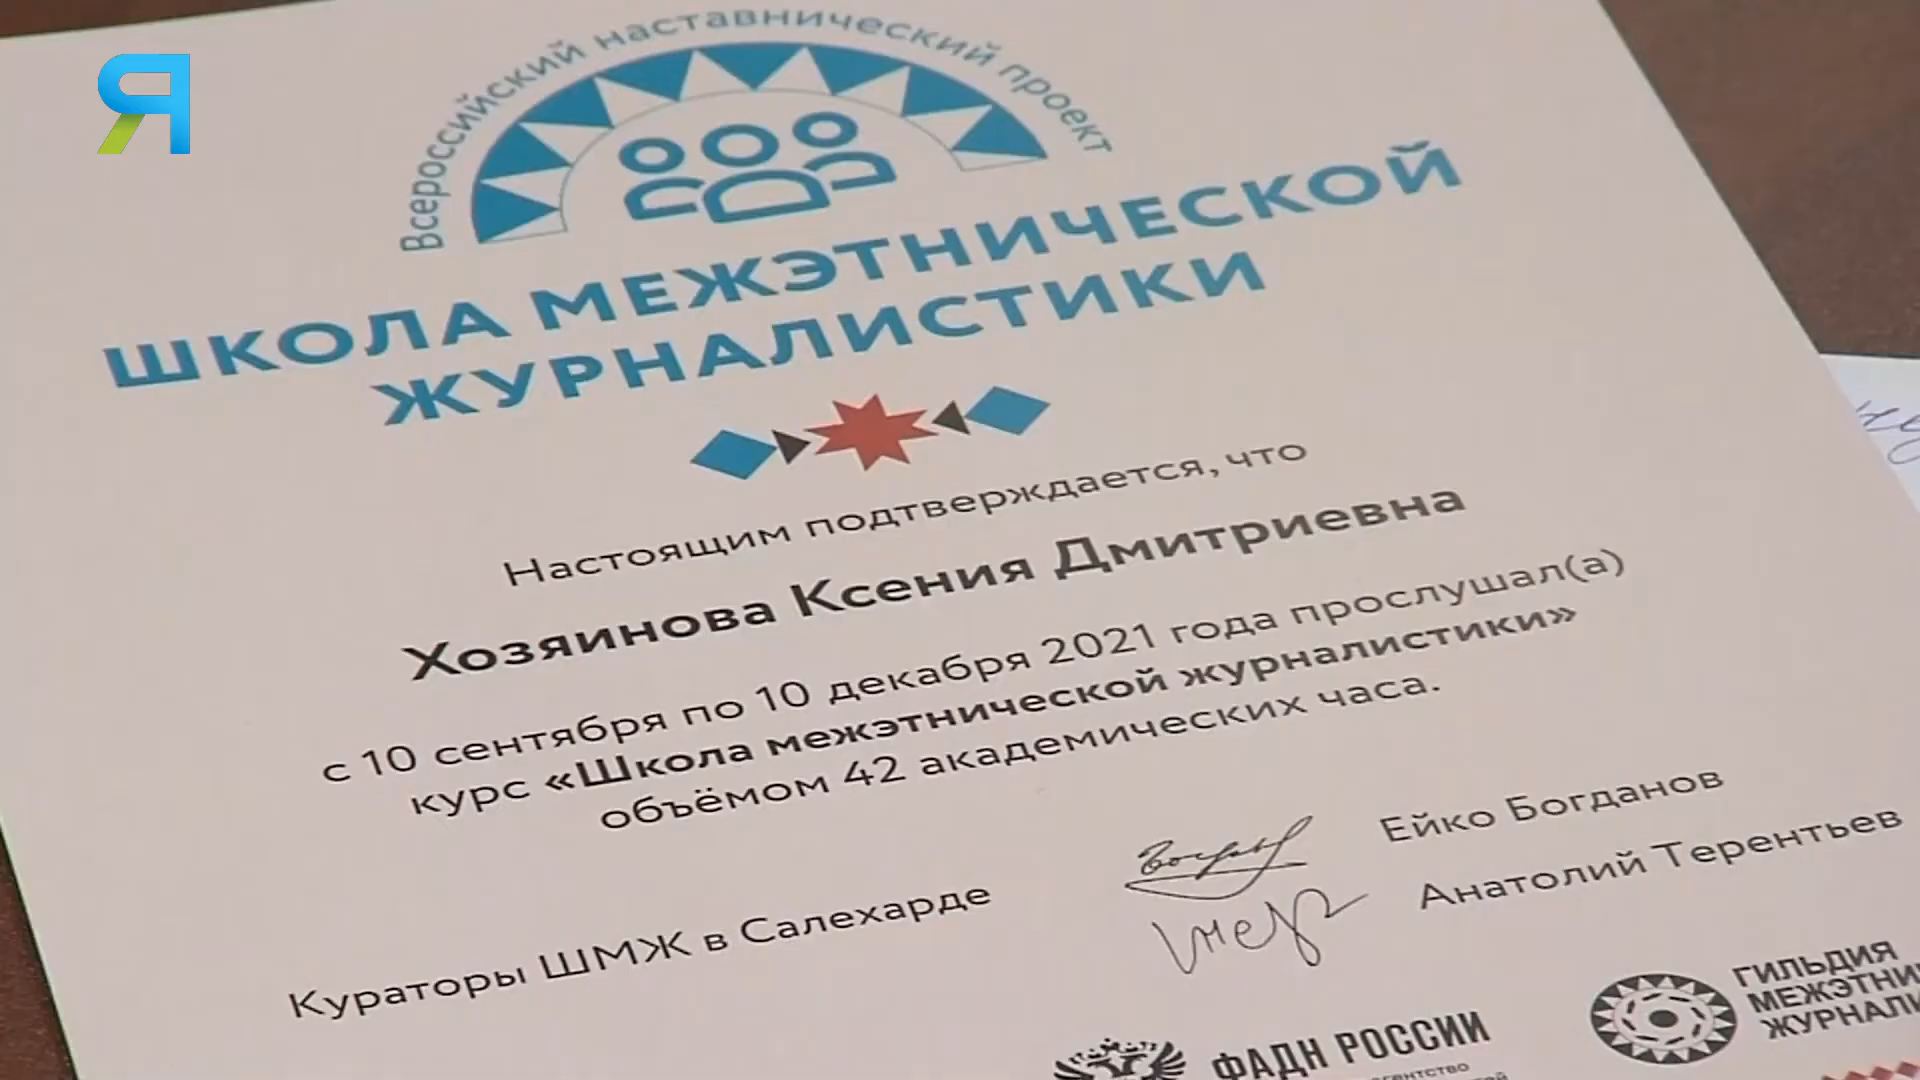 Я
Всероссийский наставнический проект
ШКОЛА МЕЖЭТНИЧЕСКОЙ
ЖУРНАЛИСТИКИ
Настоящим подтверждается, что
Хозяинова Ксения Дмитриевна
с 10 сентября по 10 декабря 2021 года прослушал(а)
курс «Школа межэтнической журналистики»
объёмом 42 академических часа.
Кураторы ШМЖ в Салехарде
Ейко Богданов
Анатолий Терентьев
ФАДН РОССИИ
ГИЛЬДИЯ